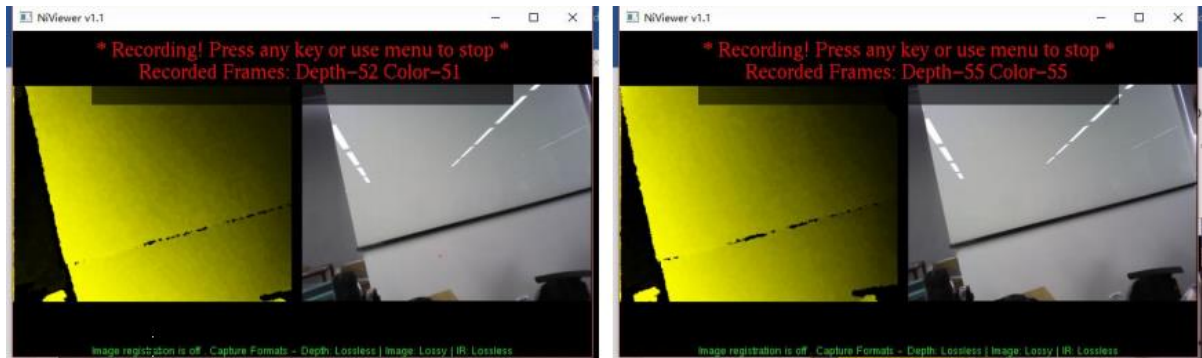 NiViewer v1.1
* Recording! Press any key or use menu to stop *
Recorded Frames: Depth-52 Color-51
Image registration is off . Capture Formats - Depth: Lossless | Image: Lossy | IR: Lossless
NiViewer v1.1
* Recording! Press any key or use menu to stop *
Recorded Frames: Depth-55 Color-55
Image registration is off . Capture Formats - Depth: Lossless | Image: Lossy | IR: Lossless